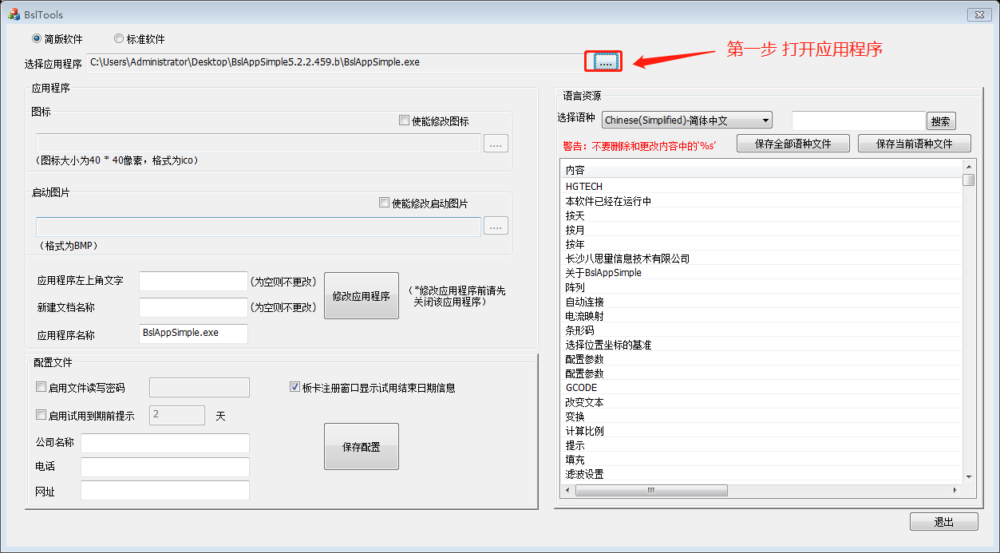 BslTools
简版软件 标准软件
第一步 打开应用程序
选择应用程序 C:\Users\Administrator\Desktop\BslAppSimple5.2.2.459.b\BslAppSimple.exe ....
应用程序
图标
使能修改图标
....
（图标大小为40 * 40像素，格式为ico）
启动图片
使能修改启动图片
....
（格式为BMP）
应用程序左上角文字 (为空则不更改)
新建文档名称 (为空则不更改)
应用程序名称 BslAppSimple.exe
修改应用程序
（*修改应用程序前请先
关闭该应用程序）
配置文件
启用文件读写密码
板卡注册窗口显示试用结束日期信息
启用试用到期前提示 2 天
公司名称
电话
网址
保存配置
语言资源
选择语种 Chinese(Simplified)-简体中文 搜索
警告：不要删除和更改内容中的‘%s’ 保存全部语种文件 保存当前语种文件
内容
HGTECH
本软件已经在运行中
按天
按月
按年
长沙八思量信息技术有限公司
关于BslAppSimple
阵列
自动连接
电流映射
条形码
选择位置坐标的基准
配置参数
配置参数
GCODE
改变文本
变换
计算比例
提示
填充
滤波设置
退出